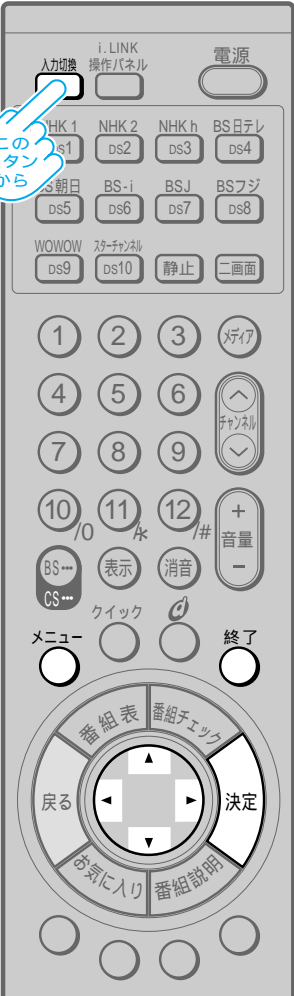 i.LINK
入力切換 操作パネル 電源
この
ボタン
から
NHK 1 NHK 2 NHK h BS日テレ
DS1 DS2 DS3 DS4
BS朝日 BS-i BSJ BSフジ
DS5 DS6 DS7 DS8
WOWOW スターチャンネル
DS9 DS10 静止 二画面
1 2 3 メディア
4 5 6
チャンネル
7 8 9
10/0 11/* 12/# + 音量 -
BS••• 表示 消音
CS•••
クイック d
メニュー 終了
番組表 番組チェック
戻る 決定
お気に入り 番組説明